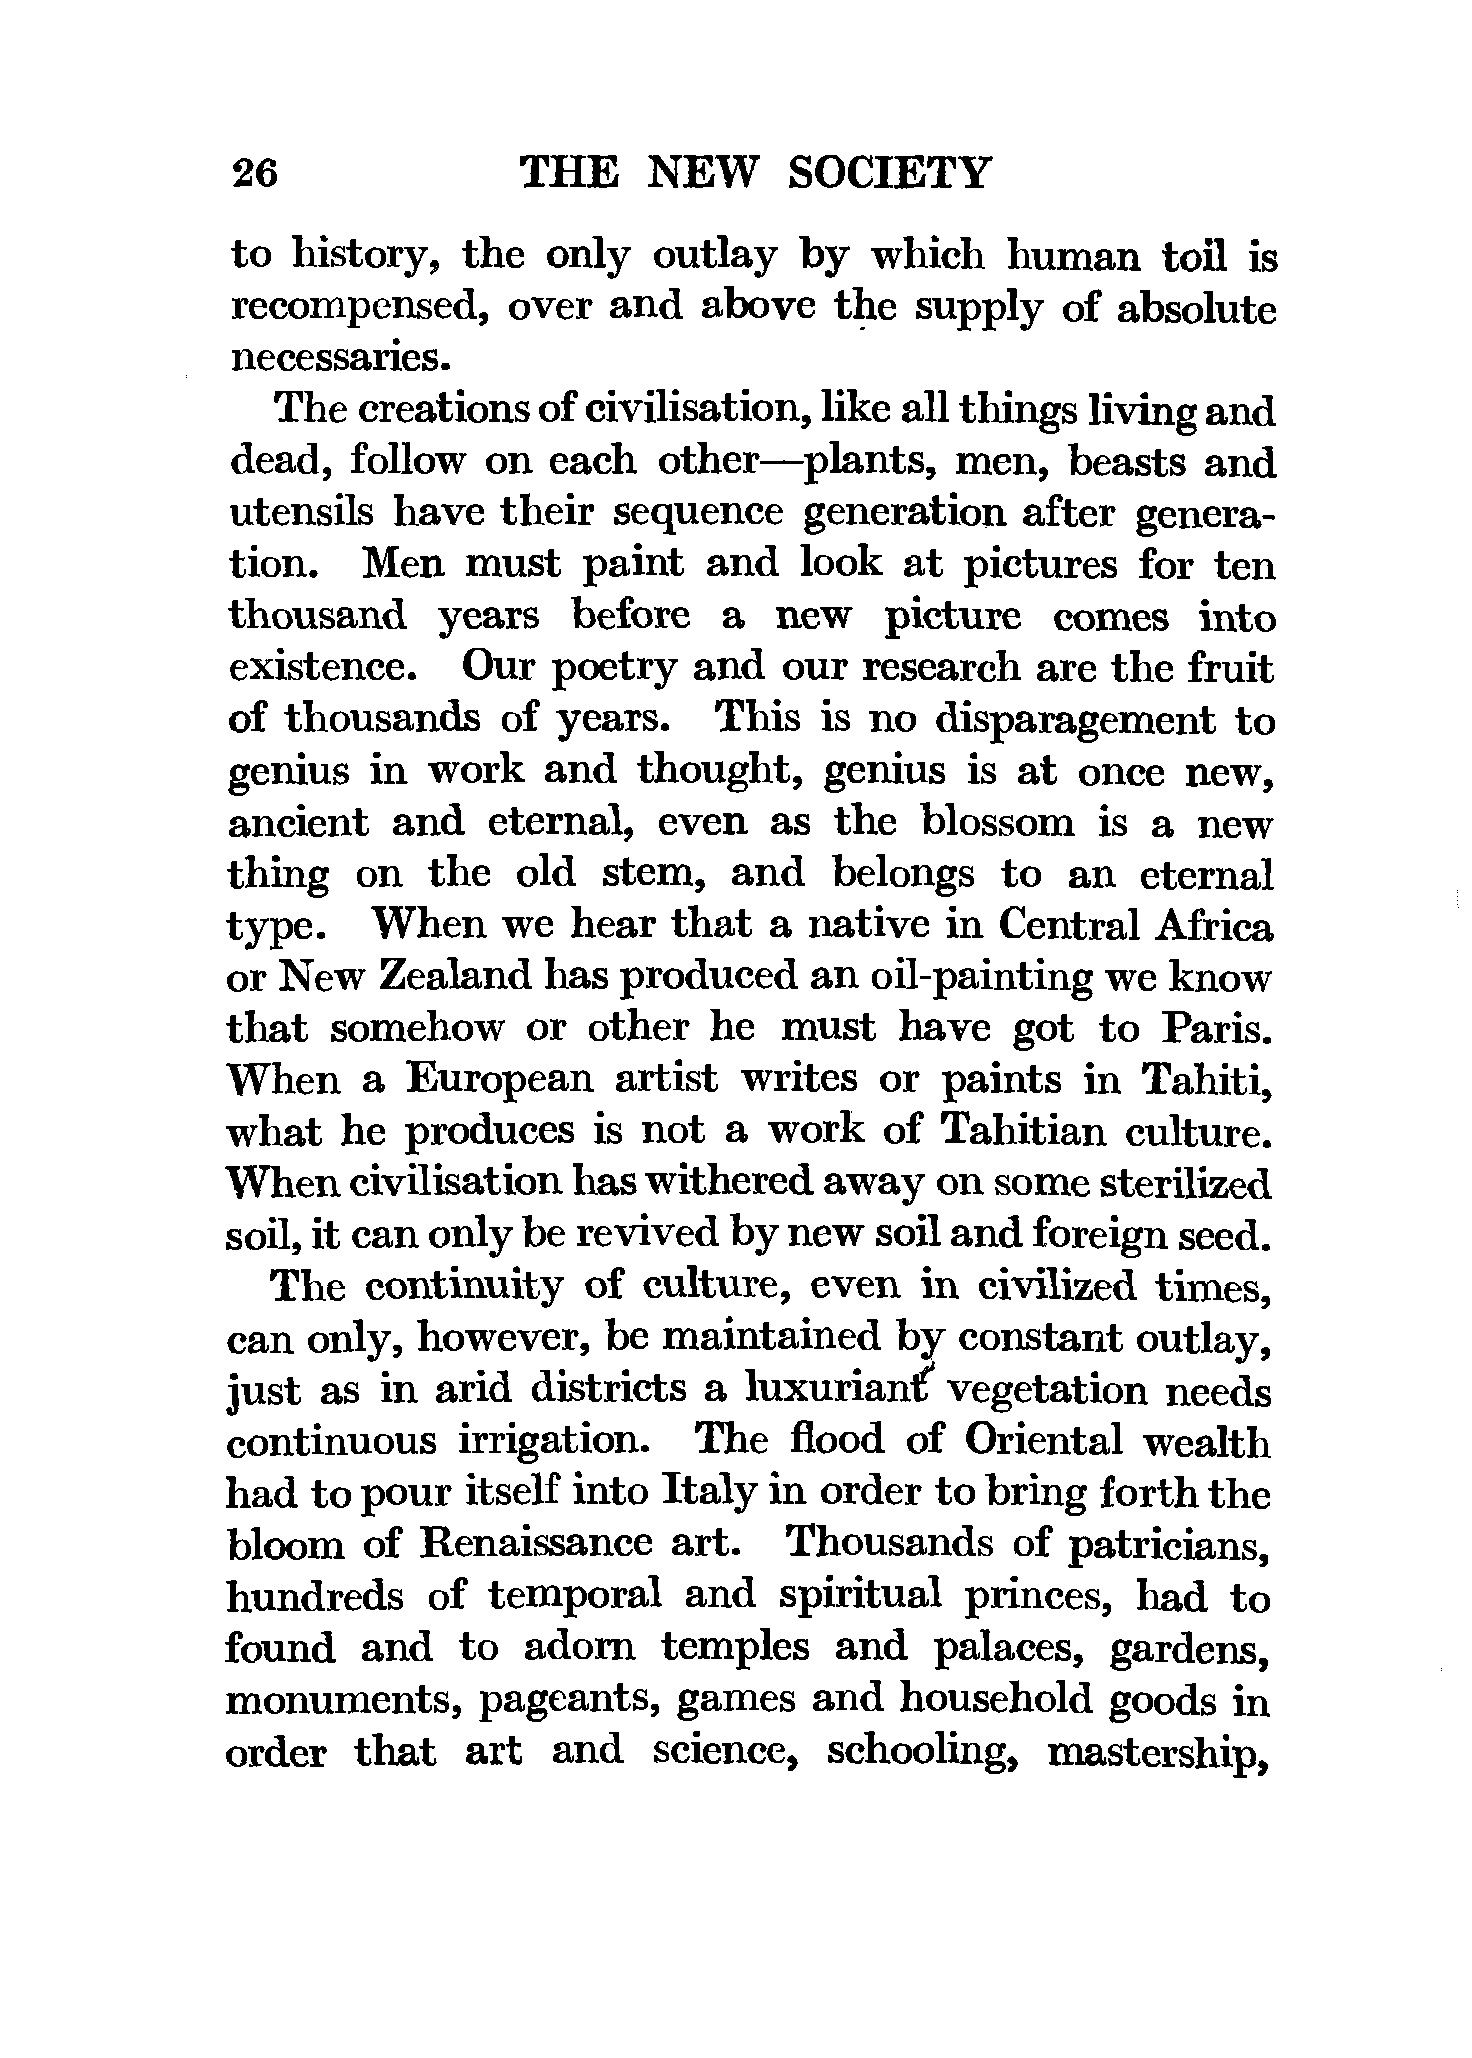 26 THE NEW SOCIETY
to history, the only outlay by which human toil is
recompensed, over and above the supply of absolute
necessaries.
The creations of civilisation, like all things living and
dead, follow on each other—plants, men, beasts and
utensils have their sequence generation after genera-
tion. Men must paint and look at pictures for ten
thousand years before a new picture comes into
existence. Our poetry and our research are the fruit
of thousands of years. This is no disparagement to
genius in work and thought, genius is at once new,
ancient and eternal, even as the blossom is a new
thing on the old stem, and belongs to an eternal
type. When we hear that a native in Central Africa
or New Zealand has produced an oil-painting we know
that somehow or other he must have got to Paris.
When a European artist writes or paints in Tahiti,
what he produces is not a work of Tahitian culture.
When civilisation has withered away on some sterilized
soil, it can only be revived by new soil and foreign seed.
The continuity of culture, even in civilized times,
can only, however, be maintained by constant outlay,
just as in arid districts a luxuriant vegetation needs
continuous irrigation. The flood of Oriental wealth
had to pour itself into Italy in order to bring forth the
bloom of Renaissance art. Thousands of patricians,
hundreds of temporal and spiritual princes, had to
found and to adorn temples and palaces, gardens,
monuments, pageants, games and household goods in
order that art and science, schooling, mastership,